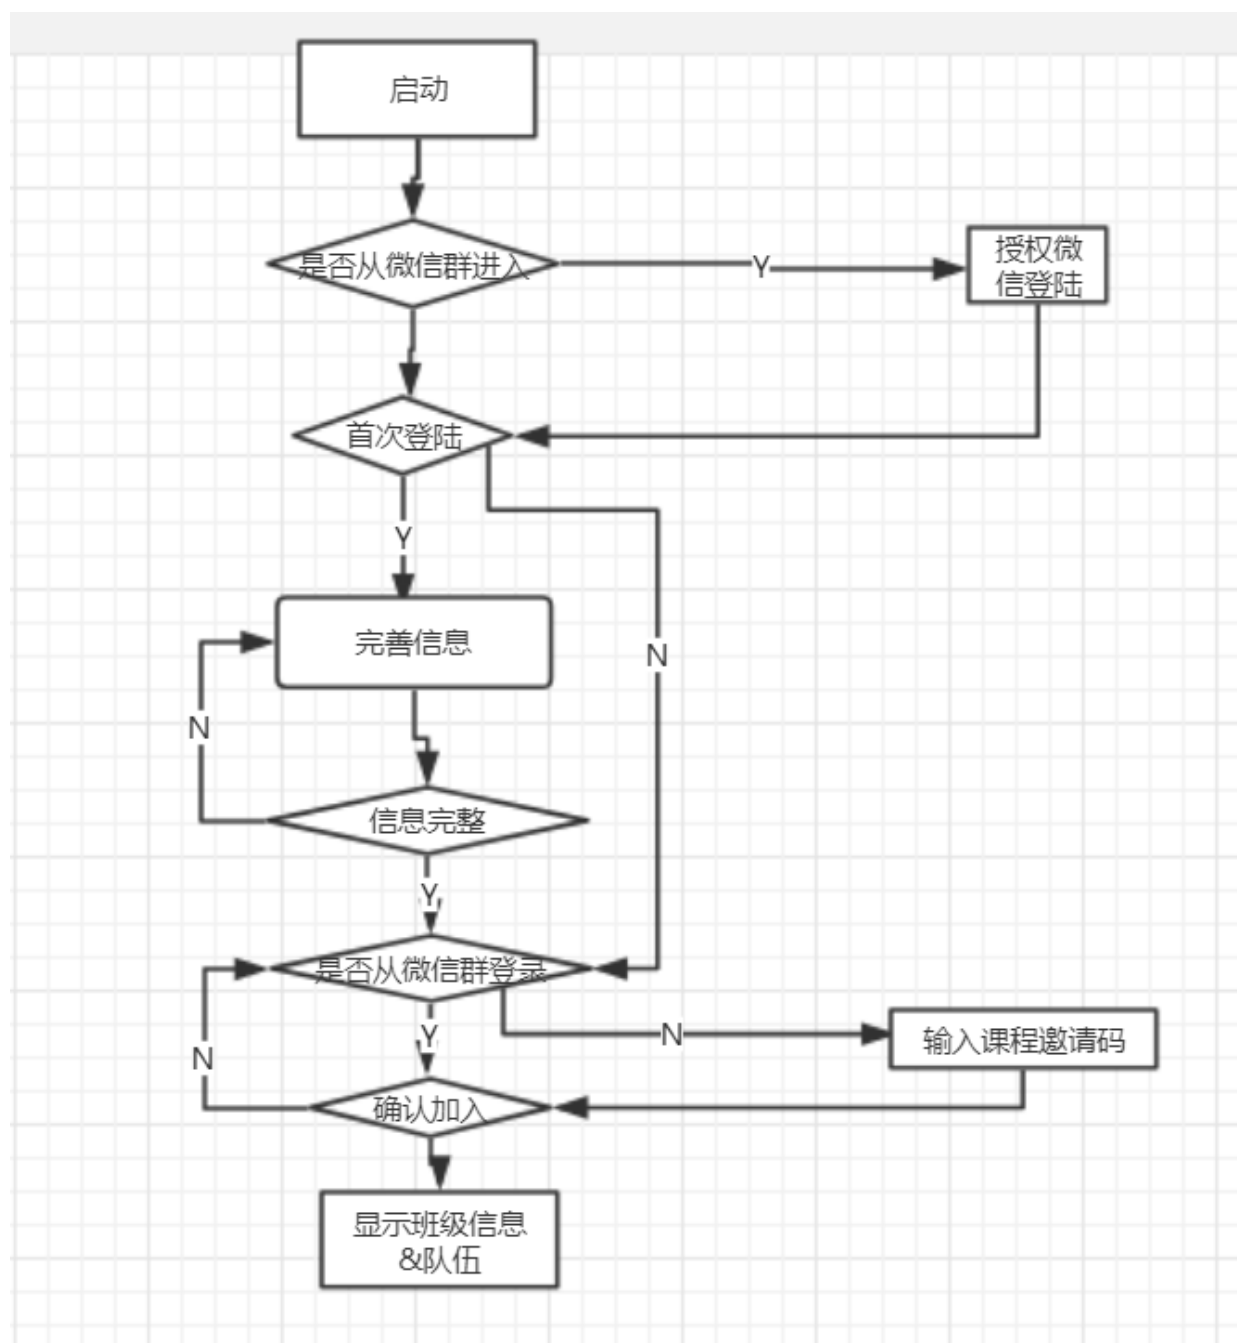 启动
是否从微信群进入
Y
授权微
信登陆
首次登陆
Y
N
完善信息
N
信息完整
Y
是否从微信群登录
Y
N
输入课程邀请码
N
确认加入
显示班级信息
&队伍